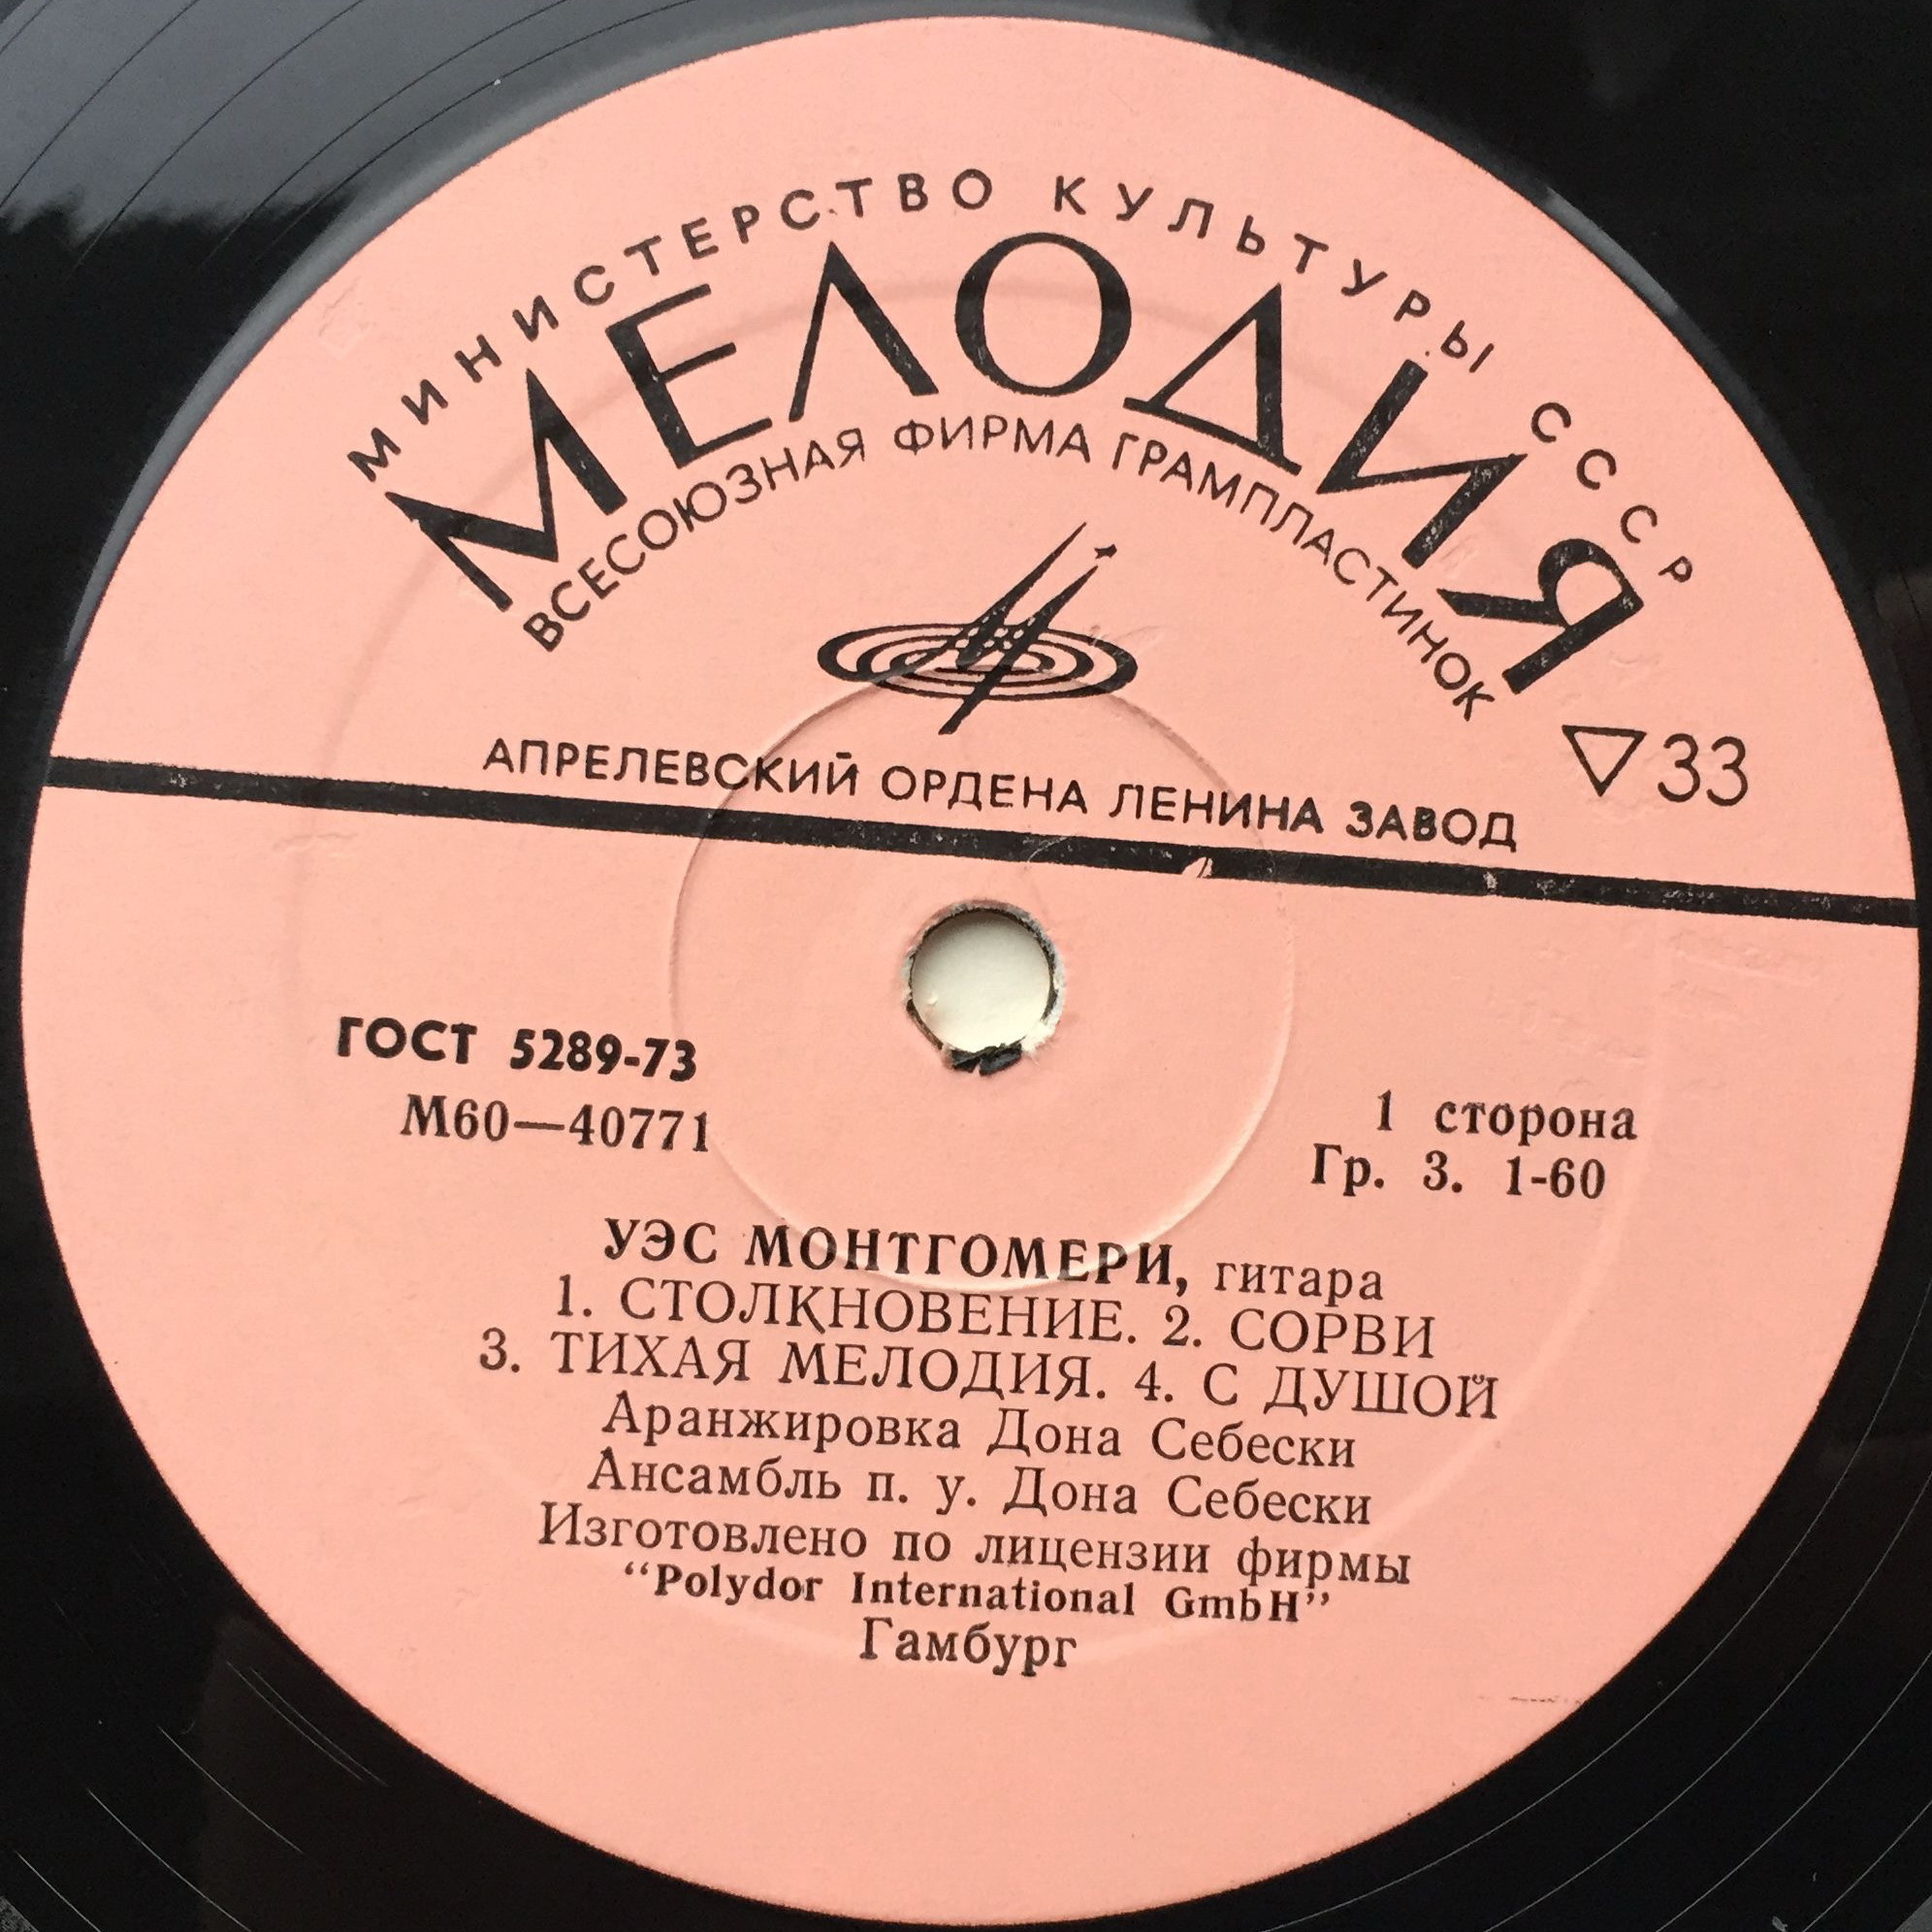 МИНИСТЕРСТВО КУЛЬТУРЫ СССР
МЕЛОДИЯ
ВСЕСОЮЗНАЯ ФИРМА ГРАМПЛАСТИНОК
▽33
АПРЕЛЕВСКИЙ ОРДЕНА ЛЕНИНА ЗАВОД
ГОСТ 5289-73
М60—40771
1 сторона
Гр. 3. 1-60
УЭС МОНТГОМЕРИ, гитара
1. СТОЛКНОВЕНИЕ. 2. СОРВИ
3. ТИХАЯ МЕЛОДИЯ. 4. С ДУШОЙ
Аранжировка Дона Себески
Ансамбль п. у. Дона Себески
Изготовлено по лицензии фирмы
“Polydor International GmbH”
Гамбург